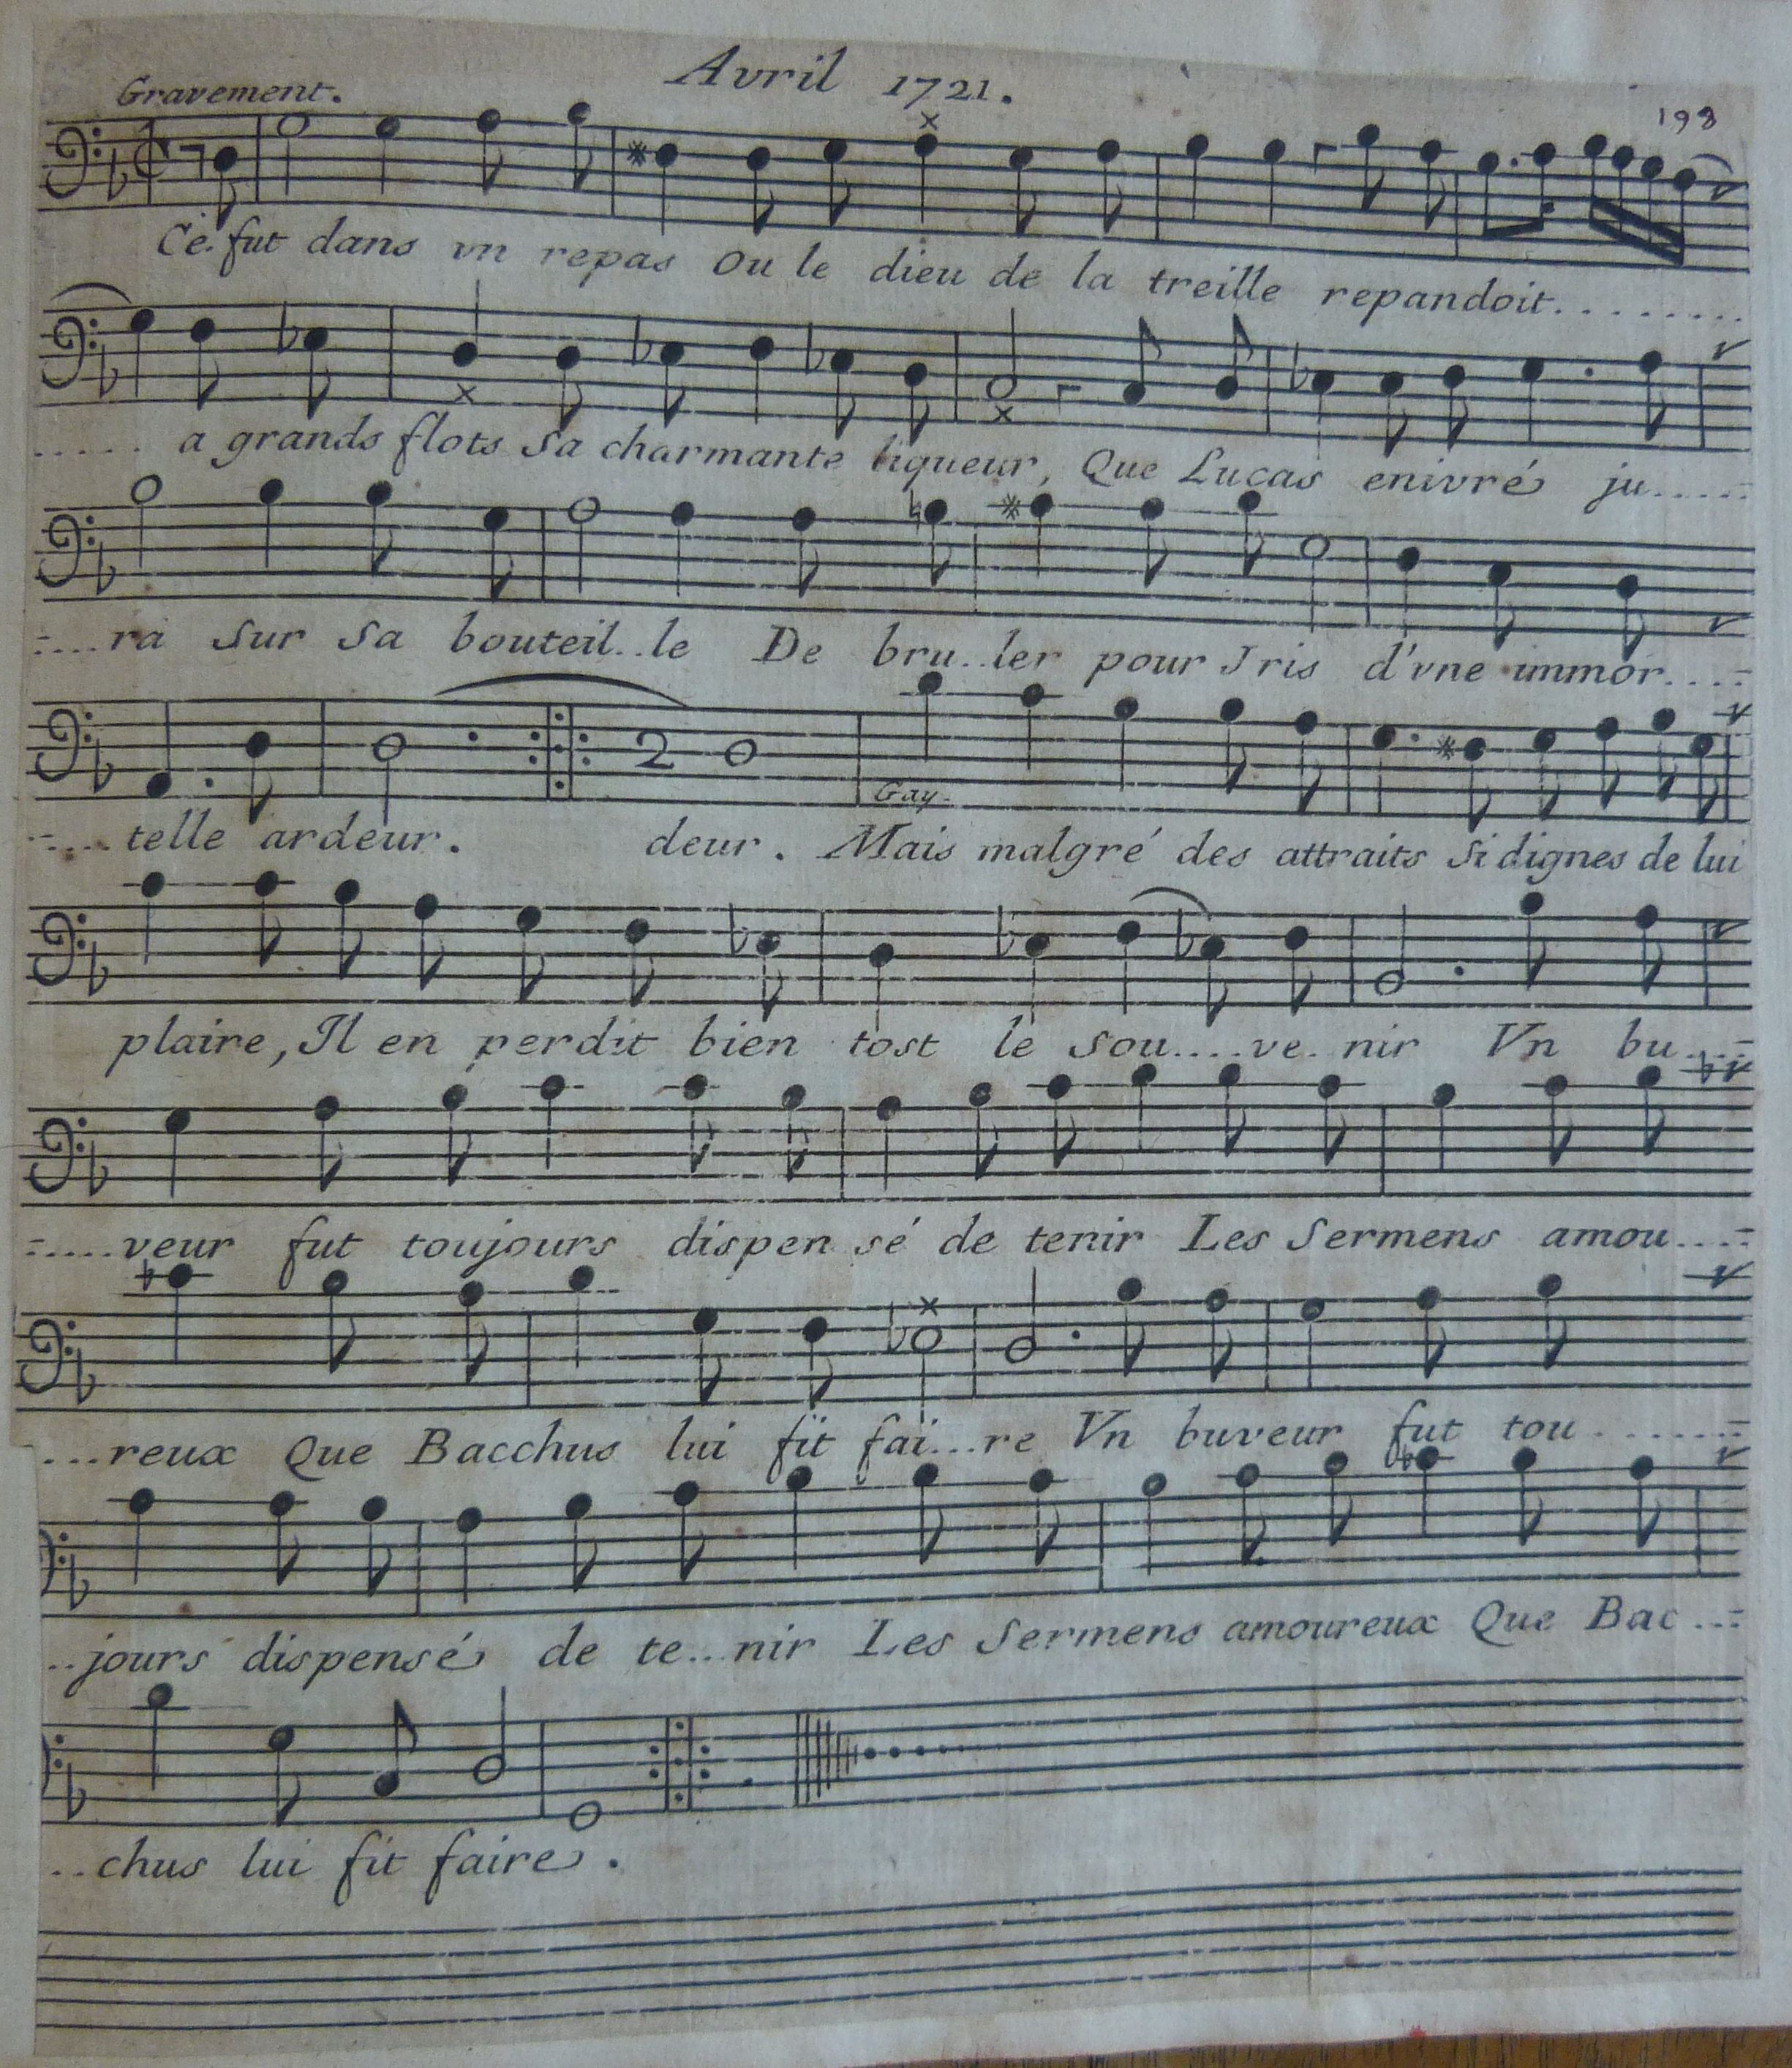 Avril 1721.
Gravement.
198
Ce fut dans vn repas ou le dieu de la treille repandoit.........
..... a grands flots sa charmante liqueur, Que Lucas enivré ju.....
:....ra sur sa bouteil..le De bru..ler pour Iris d'vne immor....
2
Gay.
.... telle ardeur. deur. Mais malgré des attraits si dignes de lui
plaire, Il en perdit bien tost le sou....ve.nir Vn bu...
:....veur fut toujours dispen sé de tenir Les sermens amou....
...reux Que Bacchus lui fit fai...re Vn buveur fut tou.......
..jours dispensé de te...nir Les sermens amoureux Que Bac...
..chus lui fit faire.